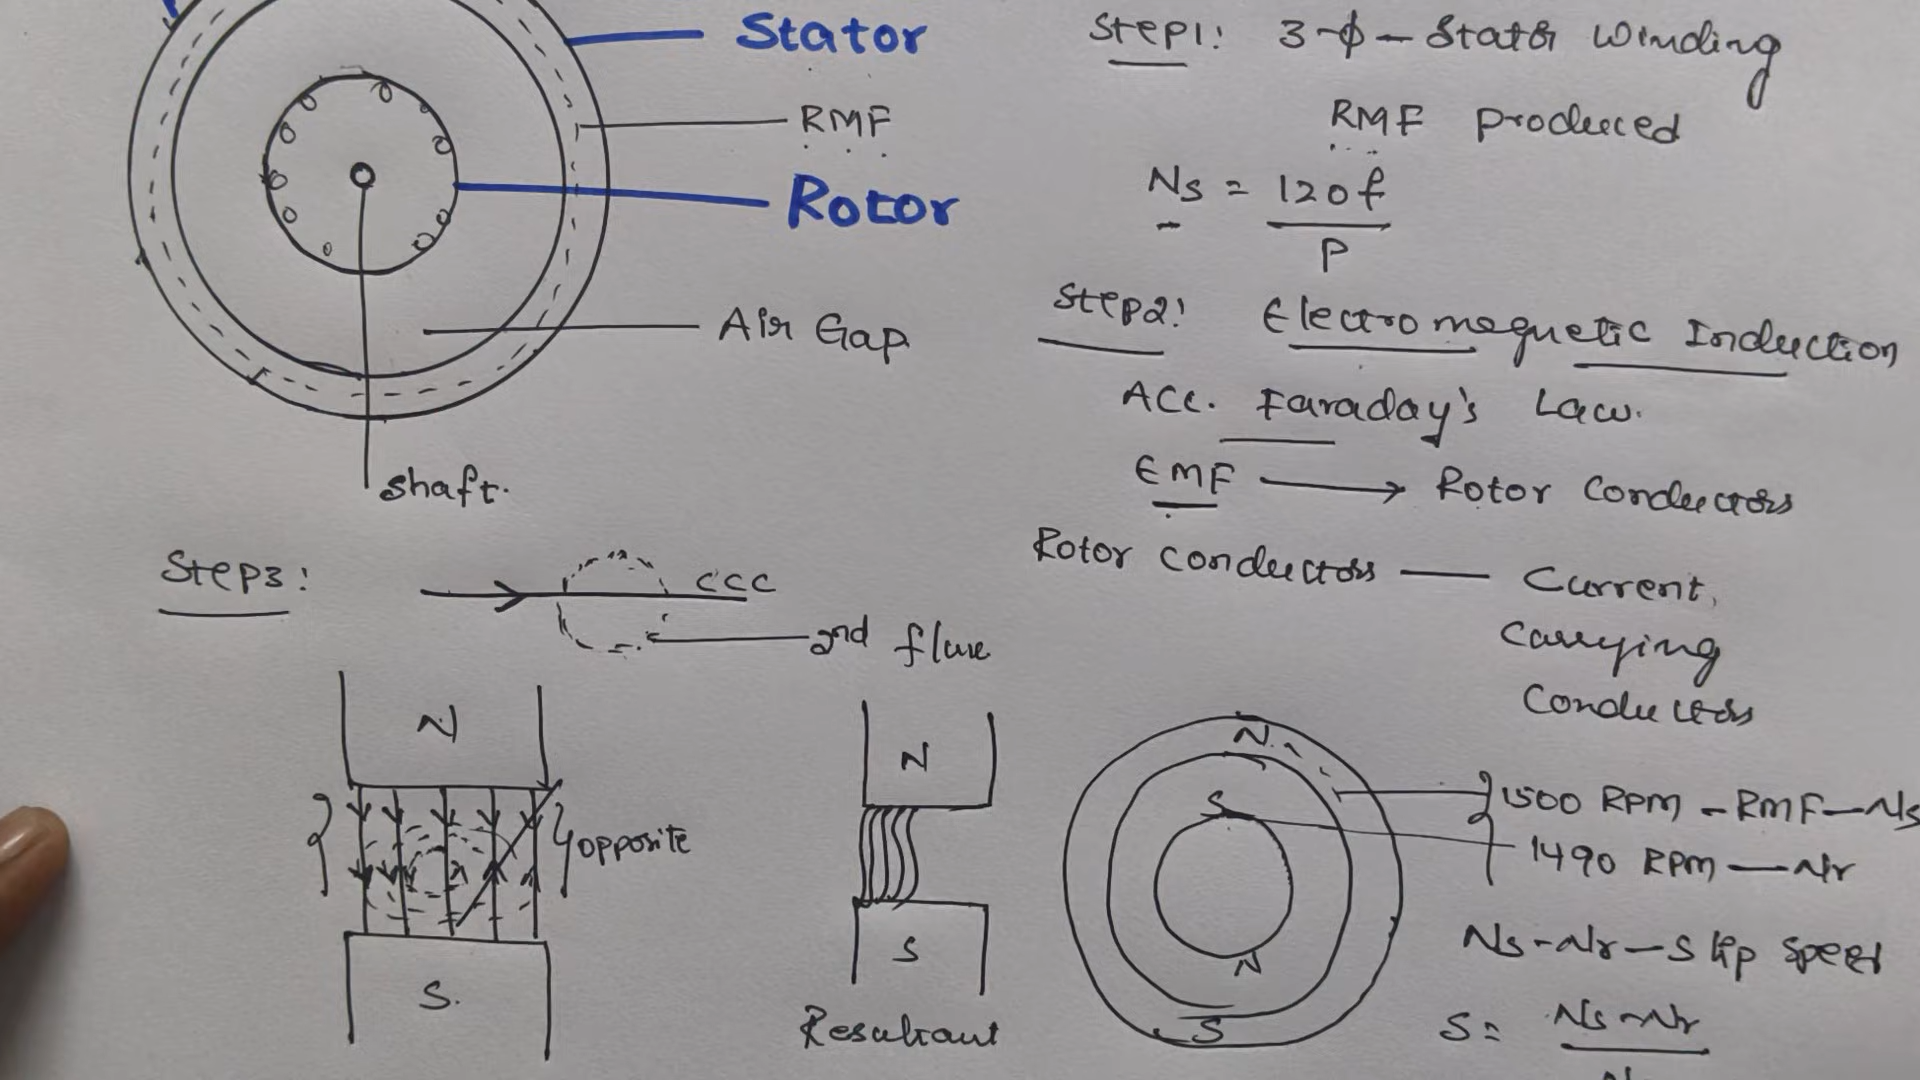 Stator
RMF
Rotor
Air Gap
Shaft.
Step1: 3-ϕ- Stator Winding
RMF Produced
Ns = 120f
P
Step2: Electromegnetic Induction
Acc. Faraday's Law.
EMF → Rotor Conductors
Rotor Conductors — Current
Carrying
Conductors
Step3:
CCC
2nd flux
N
opposite
S.
N
S
Resultant
N
S
N
S
1500 RPM - RMF - Ns
1490 RPM — Nr
Ns - Nr - Slip Speed
S = Ns - Nr